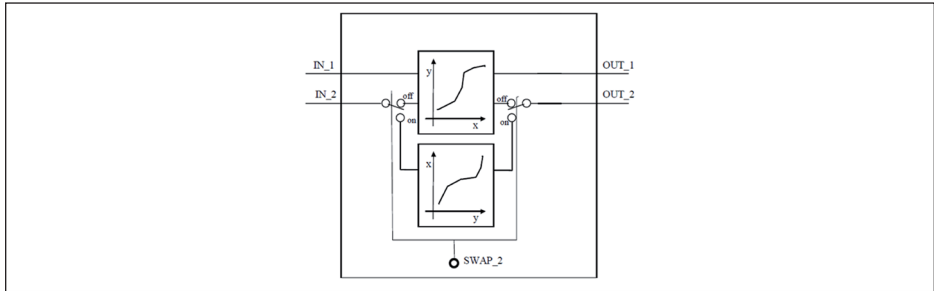 IN_1
y
OUT_1
IN_2
off
off
OUT_2
on
x
on
x
y
SWAP_2